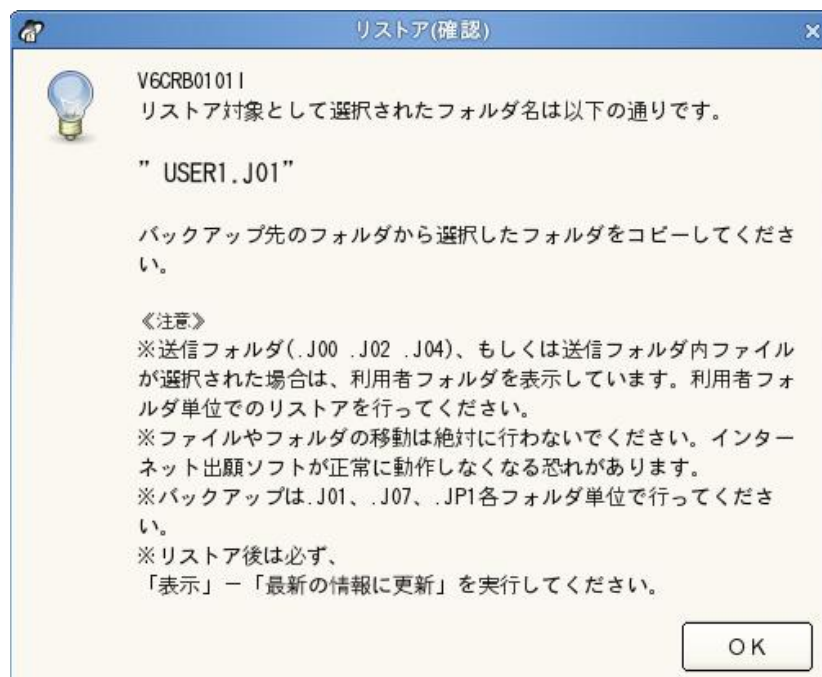 リストア(確認)
V6CRB0101I
リストア対象として選択されたフォルダ名は以下の通りです。
” USER1.J01”
バックアップ先のフォルダから選択したフォルダをコピーしてくださ
い。
≪注意≫
※送信フォルダ(.J00 .J02 .J04)、もしくは送信フォルダ内ファイル
が選択された場合は、利用者フォルダを表示しています。利用者フォ
ルダ単位でのリストアを行ってください。
※ファイルやフォルダの移動は絶対に行わないでください。インター
ネット出願ソフトが正常に動作しなくなる恐れがあります。
※バックアップは.J01、.J07、.JP1各フォルダ単位で行ってくださ
い。
※リストア後は必ず、
「表示」－「最新の情報に更新」を実行してください。
OK